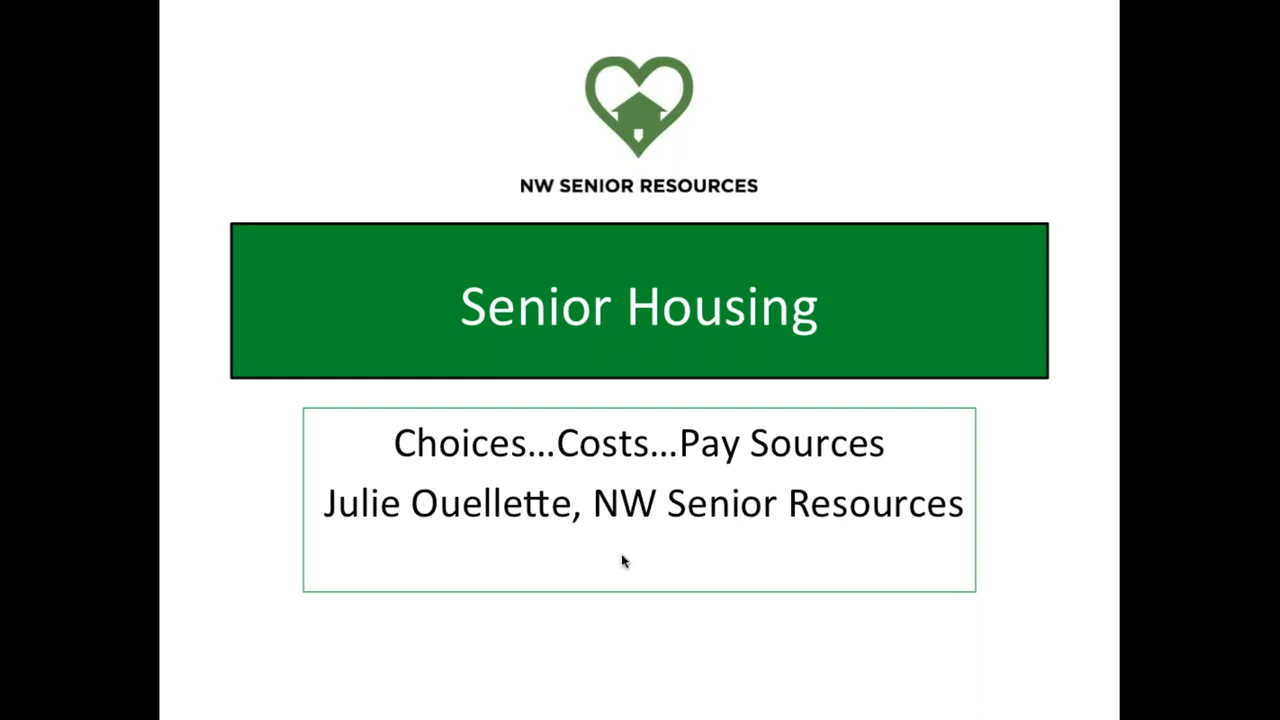 NW SENIOR RESOURCES
Senior Housing
Choices...Costs...Pay Sources
Julie Ouellette, NW Senior Resources